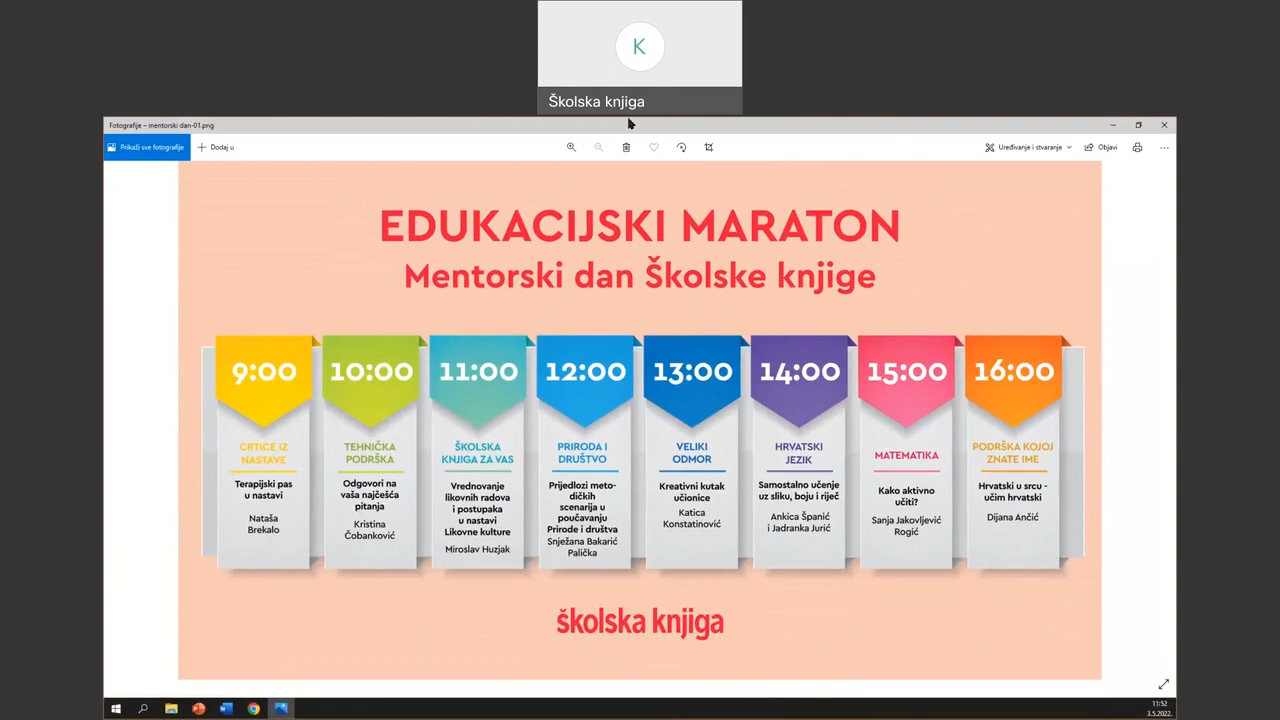 K
Školska knjiga
Fotografije – mentorski dan-01.png
Prikaži sve fotografije
Dodaj u
Uređivanje i stvaranje
Objavi
EDUKACIJSKI MARATON
Mentorski dan Školske knjige
9:00
CRTICE IZ
NASTAVE
Terapijski pas
u nastavi
Nataša
Brekalo
10:00
TEHNIČKA
PODRŠKA
Odgovori na
vaša najčešća
pitanja
Kristina
Čobanković
11:00
ŠKOLSKA
KNJIGA ZA VAS
Vrednovanje
likovnih radova
i postupaka
u nastavi
Likovne kulture
Miroslav Huzjak
12:00
PRIRODA I
DRUŠTVO
Prijedlozi meto-
dičkih
scenarija u
poučavanju
Prirode i društva
Snježana Bakarić
Palička
13:00
VELIKI
ODMOR
Kreativni kutak
učionice
Katica
Konstatinović
14:00
HRVATSKI
JEZIK
Samostalno učenje
uz sliku, boju i riječ
Ankica Španić
i Jadranka Jurić
15:00
MATEMATIKA
Kako aktivno
učiti?
Sanja Jakovljević
Rogić
16:00
PODRŠKA KOJOJ
ZNATE IME
Hrvatski u srcu -
učim hrvatski
Dijana Ančić
školska knjiga
11:52
3.5.2022.